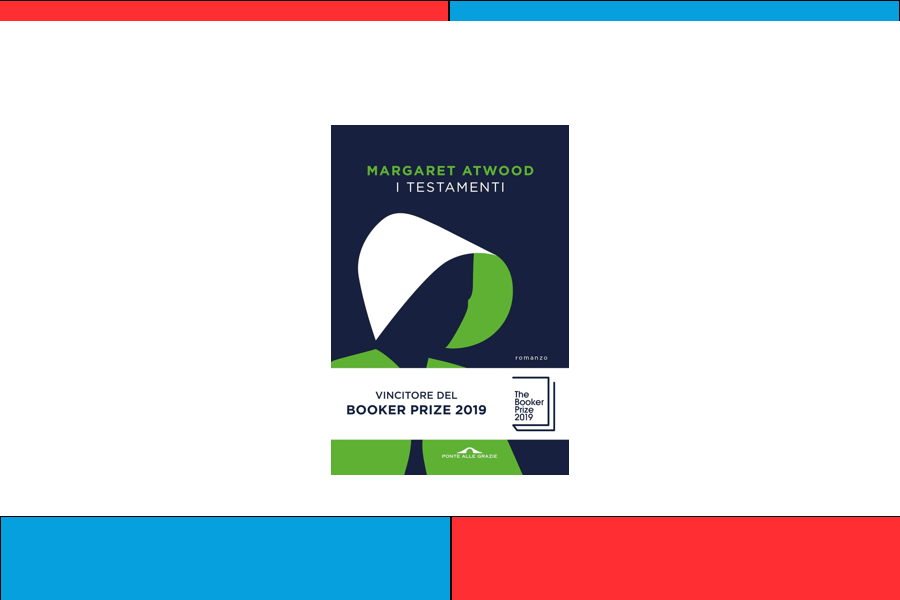 MARGARET ATWOOD
I TESTAMENTI
romanzo
VINCITORE DEL
BOOKER PRIZE 2019
The
Booker
Prize
2019
PONTE ALLE GRAZIE